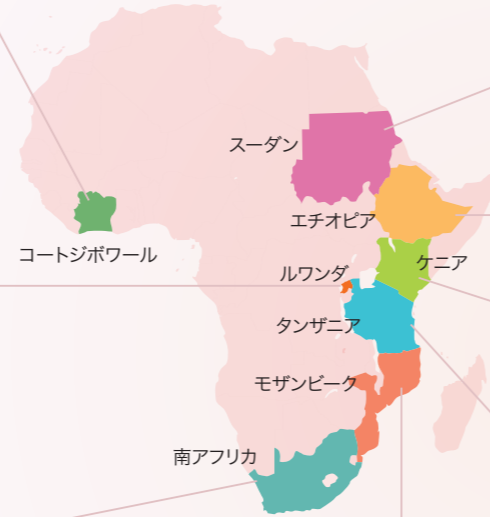 スーダン
エチオピア
コートジボワール
ケニア
ルワンダ
タンザニア
モザンビーク
南アフリカ